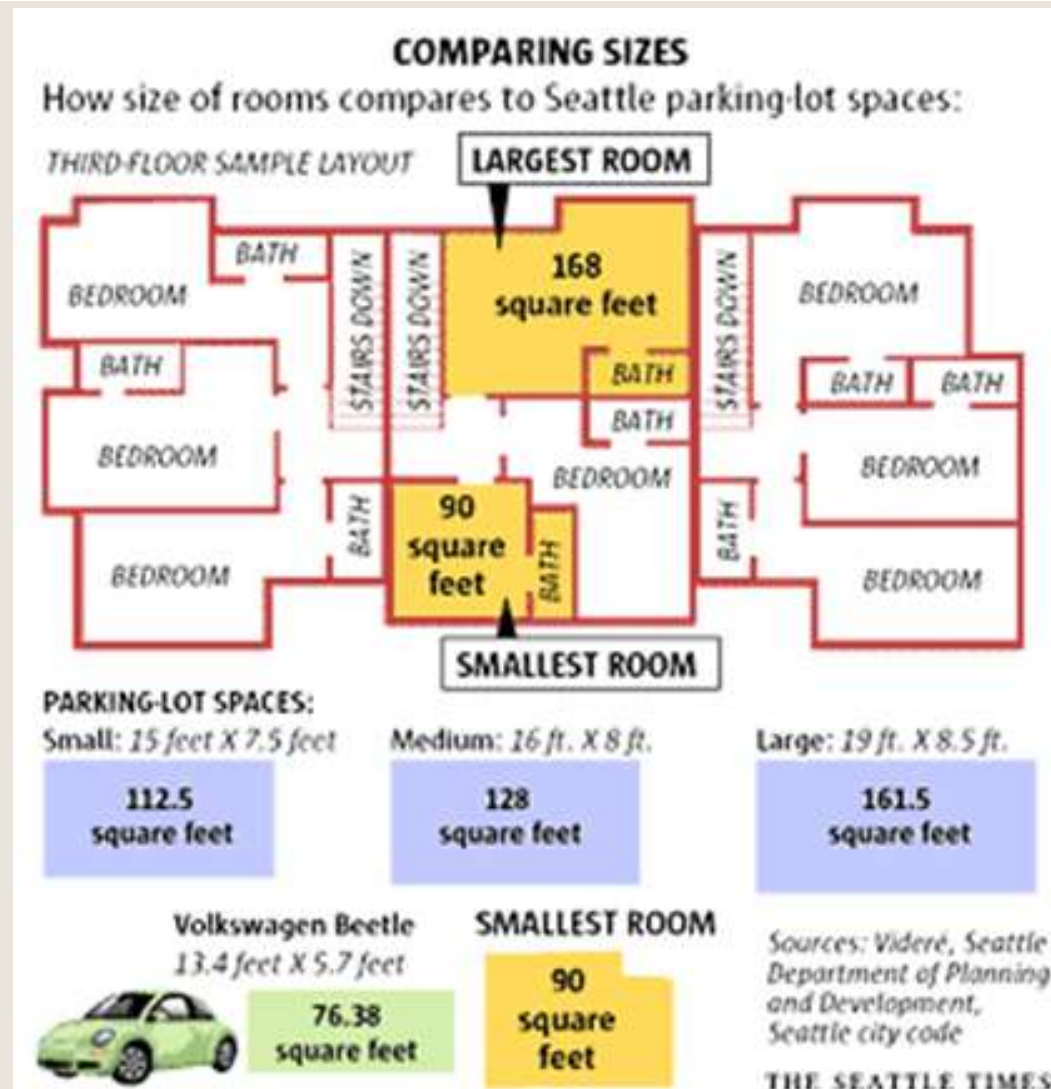 COMPARING SIZES
How size of rooms compares to Seattle parking-lot spaces:
THIRD-FLOOR SAMPLE LAYOUT
LARGEST ROOM
BEDROOM
BATH
STAIRS DOWN
STAIRS DOWN
168
square feet
BATH
STAIRS DOWN
BEDROOM
BATH
BEDROOM
BATH
BEDROOM
BATH
BATH
BEDROOM
BEDROOM
BATH
90
square
feet
BATH
BATH
BEDROOM
SMALLEST ROOM
PARKING-LOT SPACES:
Small: 15 feet X 7.5 feet
112.5
square feet
Medium: 16 ft. X 8 ft.
128
square feet
Large: 19 ft. X 8.5 ft.
161.5
square feet
Volkswagen Beetle
13.4 feet X 5.7 feet
76.38
square feet
SMALLEST ROOM
90
square
feet
Sources: Videré, Seattle
Department of Planning
and Development,
Seattle city code
THE SEATTLE TIMES